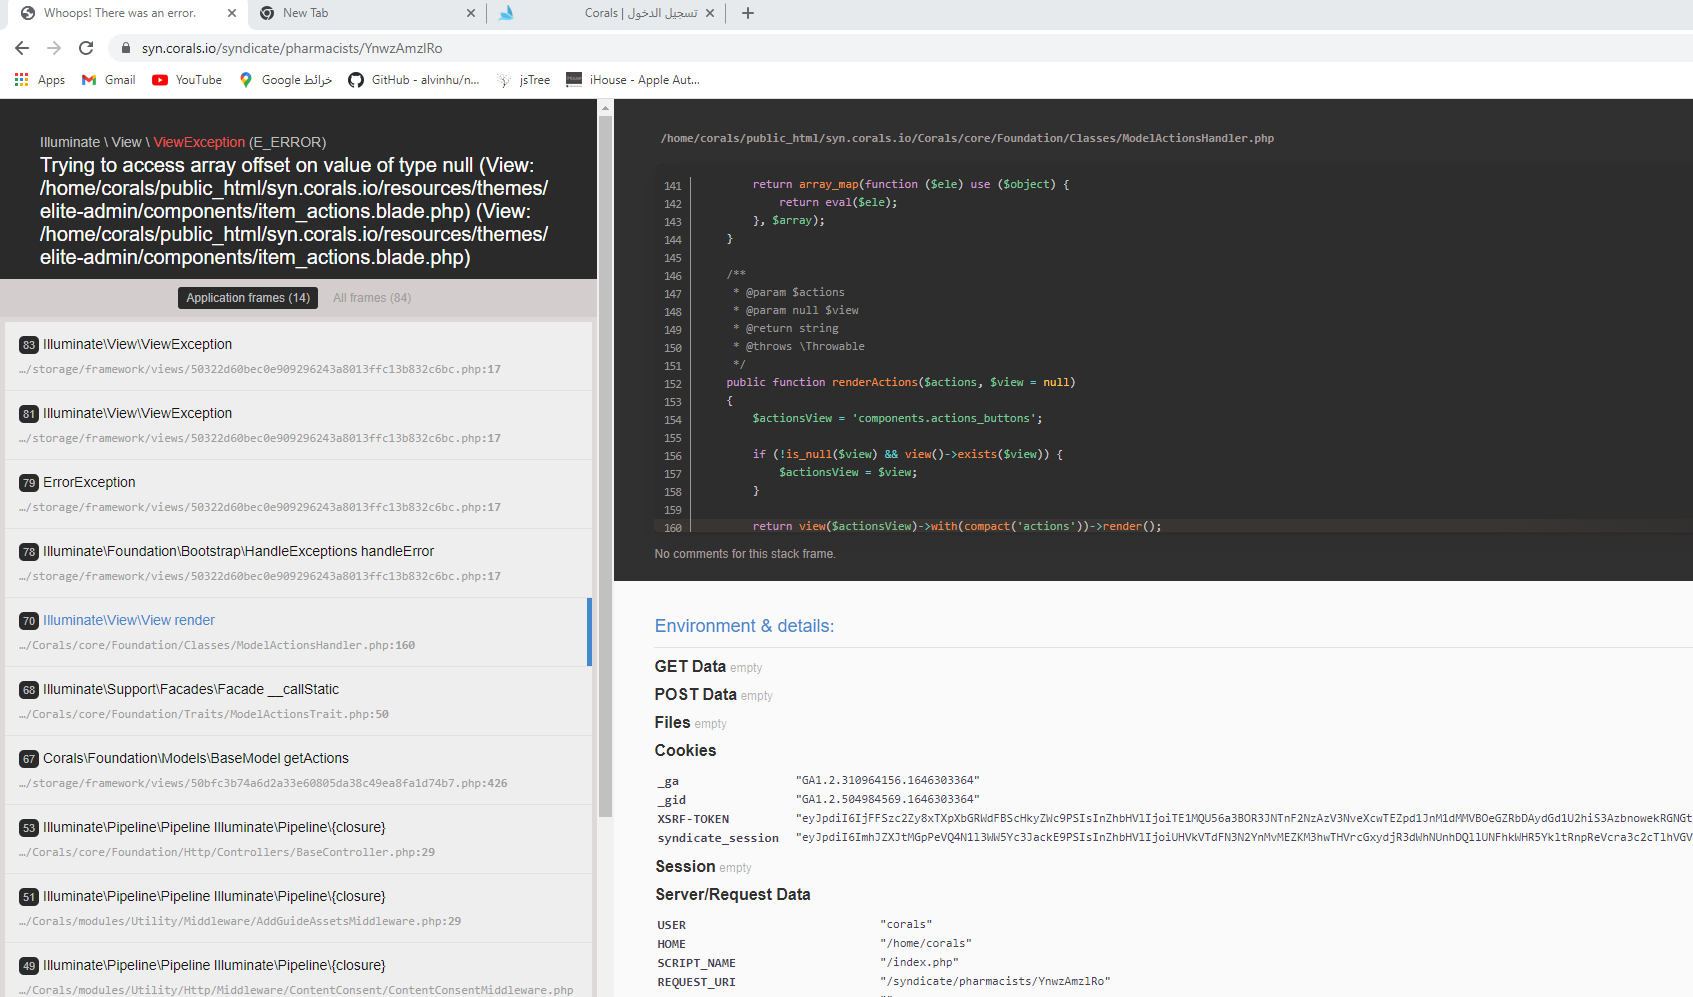 Whoops! There was an error.
New Tab
Corals | تسجيل الدخول
syn.corals.io/syndicate/pharmacists/YnwzAmzlRo
Apps
Gmail
YouTube
Google خرائط
GitHub - alvinhu/n...
jsTree
iHouse - Apple Aut...
Illuminate \ View \ ViewException (E_ERROR)
Trying to access array offset on value of type null (View:
/home/corals/public_html/syn.corals.io/resources/themes/
elite-admin/components/item_actions.blade.php) (View:
/home/corals/public_html/syn.corals.io/resources/themes/
elite-admin/components/item_actions.blade.php)
Application frames (14)
All frames (84)
83 Illuminate\View\ViewException
…/storage/framework/views/50322d60bec0e909296243a8013ffc13b832c6bc.php:17
81 Illuminate\View\ViewException
…/storage/framework/views/50322d60bec0e909296243a8013ffc13b832c6bc.php:17
79 ErrorException
…/storage/framework/views/50322d60bec0e909296243a8013ffc13b832c6bc.php:17
78 Illuminate\Foundation\Bootstrap\HandleExceptions handleError
…/storage/framework/views/50322d60bec0e909296243a8013ffc13b832c6bc.php:17
70 Illuminate\View\View render
…/Corals/core/Foundation/Classes/ModelActionsHandler.php:160
68 Illuminate\Support\Facades\Facade __callStatic
…/Corals/core/Foundation/Traits/ModelActionsTrait.php:50
67 Corals\Foundation\Models\BaseModel getActions
…/storage/framework/views/50bfc3b74a6d2a33e60805da38c49ea8fa1d74b7.php:426
53 Illuminate\Pipeline\Pipeline Illuminate\Pipeline\{closure}
…/Corals/core/Foundation/Http/Controllers/BaseController.php:29
51 Illuminate\Pipeline\Pipeline Illuminate\Pipeline\{closure}
…/Corals/modules/Utility/Middleware/AddGuideAssetsMiddleware.php:29
49 Illuminate\Pipeline\Pipeline Illuminate\Pipeline\{closure}
…/Corals/modules/Utility/Http/Middleware/ContentConsent/ContentConsentMiddleware.php
/home/corals/public_html/syn.corals.io/Corals/core/Foundation/Classes/ModelActionsHandler.php
141 return array_map(function ($ele) use ($object) {
142 return eval($ele);
143 }, $array);
144 }
145
146 /**
147 * @param $actions
148 * @param null $view
149 * @return string
150 * @throws \Throwable
151 */
152 public function renderActions($actions, $view = null)
153 {
154 $actionsView = 'components.actions_buttons';
155
156 if (!is_null($view) && view()->exists($view)) {
157 $actionsView = $view;
158 }
159
160 return view($actionsView)->with(compact('actions'))->render();
No comments for this stack frame.
Environment & details:
GET Data empty
POST Data empty
Files empty
Cookies
_ga "GA1.2.310964156.1646303364"
_gid "GA1.2.504984569.1646303364"
XSRF-TOKEN
syndicate_session
Session empty
Server/Request Data
USER "corals"
HOME "/home/corals"
SCRIPT_NAME "/index.php"
REQUEST_URI "/syndicate/pharmacists/YnwzAmzlRo"